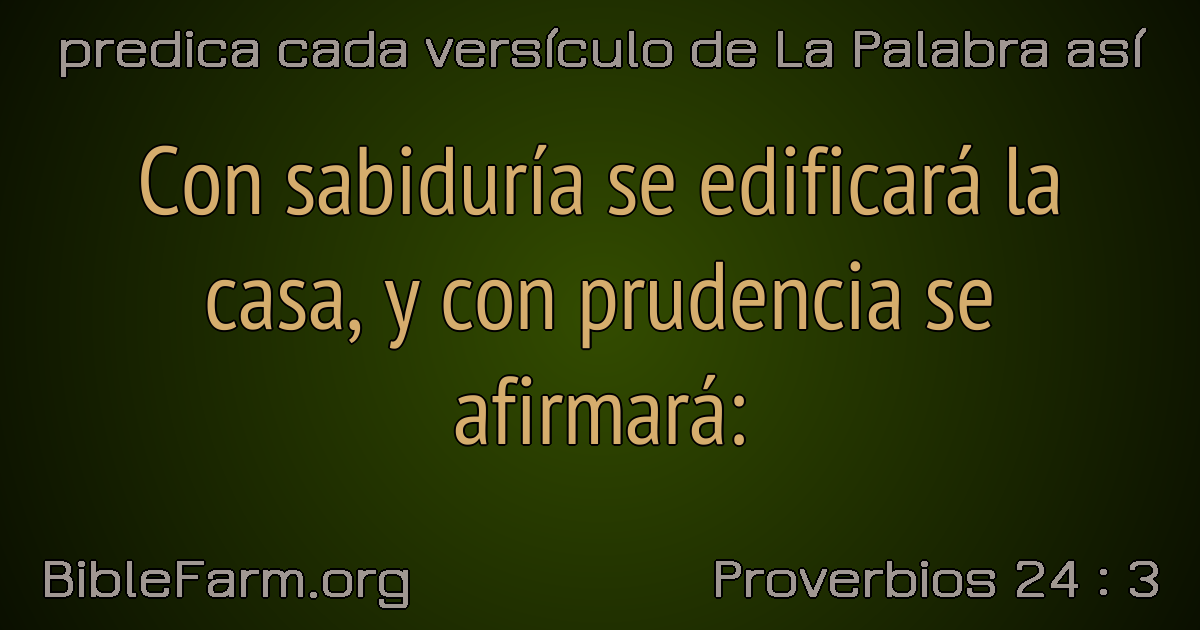 predica cada versículo de La Palabra así
Con sabiduría se edificará la
casa, y con prudencia se
afirmará:
BibleFarm.org
Proverbios 24 : 3